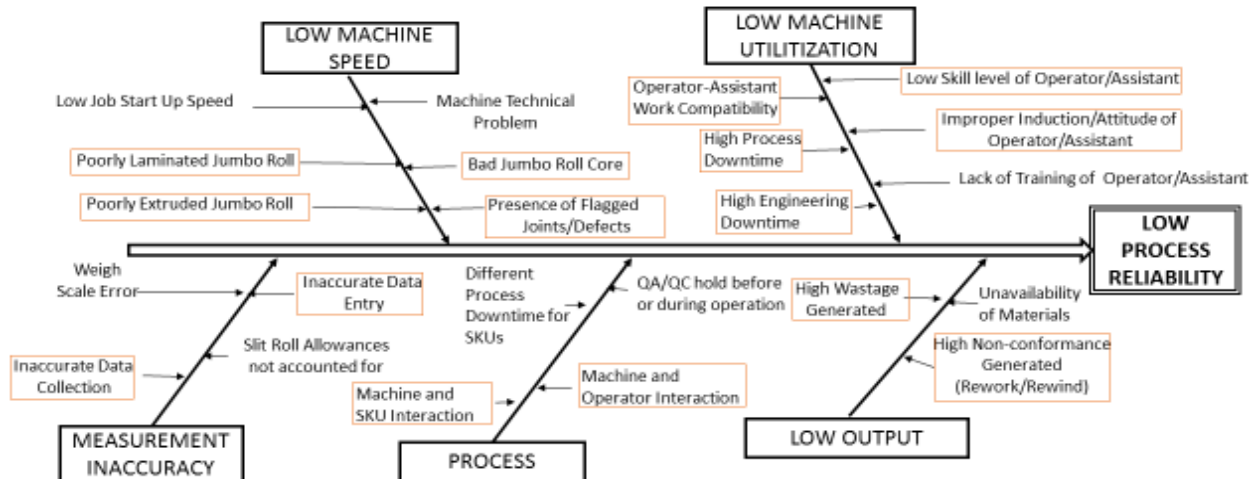 LOW MACHINE
SPEED
LOW MACHINE
UTILITIZATION
Low Job Start Up Speed
Machine Technical
Problem
Poorly Laminated Jumbo Roll
Bad Jumbo Roll Core
Poorly Extruded Jumbo Roll
Presence of Flagged
Joints/Defects
Operator-Assistant
Work Compatibility
Low Skill level of Operator/Assistant
High Process
Downtime
Improper Induction/Attitude of
Operator/Assistant
Lack of Training of Operator/Assistant
High Engineering
Downtime
LOW
PROCESS
RELIABILITY
Weigh
Scale Error
Inaccurate Data
Entry
Slit Roll Allowances
not accounted for
Inaccurate Data
Collection
MEASUREMENT
INACCURACY
Different
Process
Downtime for
SKUs
QA/QC hold before
or during operation
Machine and
SKU Interaction
Machine and
Operator Interaction
PROCESS
High Wastage
Generated
Unavailability
of Materials
High Non-conformance
Generated
(Rework/Rewind)
LOW OUTPUT